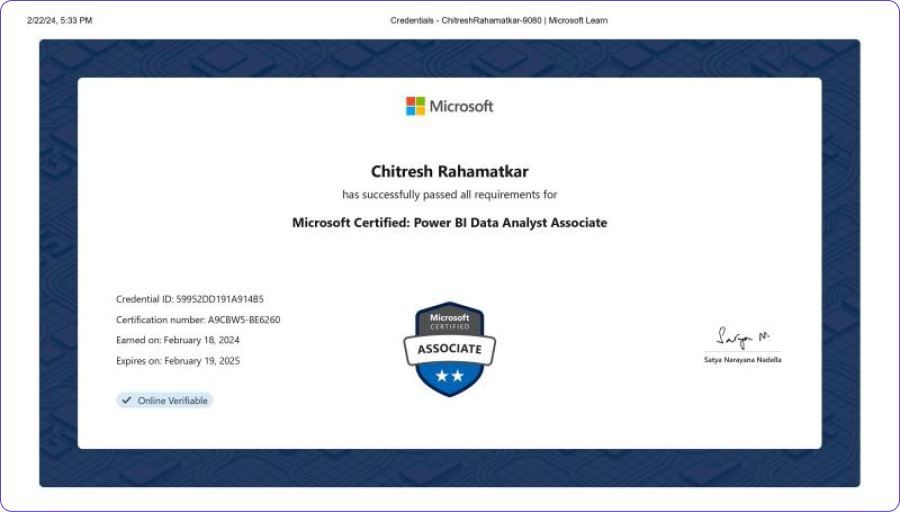 2/22/24, 5:33 PM
Credentials - ChitreshRahamatkar-9080 | Microsoft Learn
Microsoft
Chitresh Rahamatkar
has successfully passed all requirements for
Microsoft Certified: Power BI Data Analyst Associate
Credential ID: 59952DD191A914B5
Certification number: A9CBW5-BE6260
Earned on: February 18, 2024
Expires on: February 19, 2025
Online Verifiable
Microsoft
CERTIFIED
ASSOCIATE
Satya N.
Satya Narayana Nadella